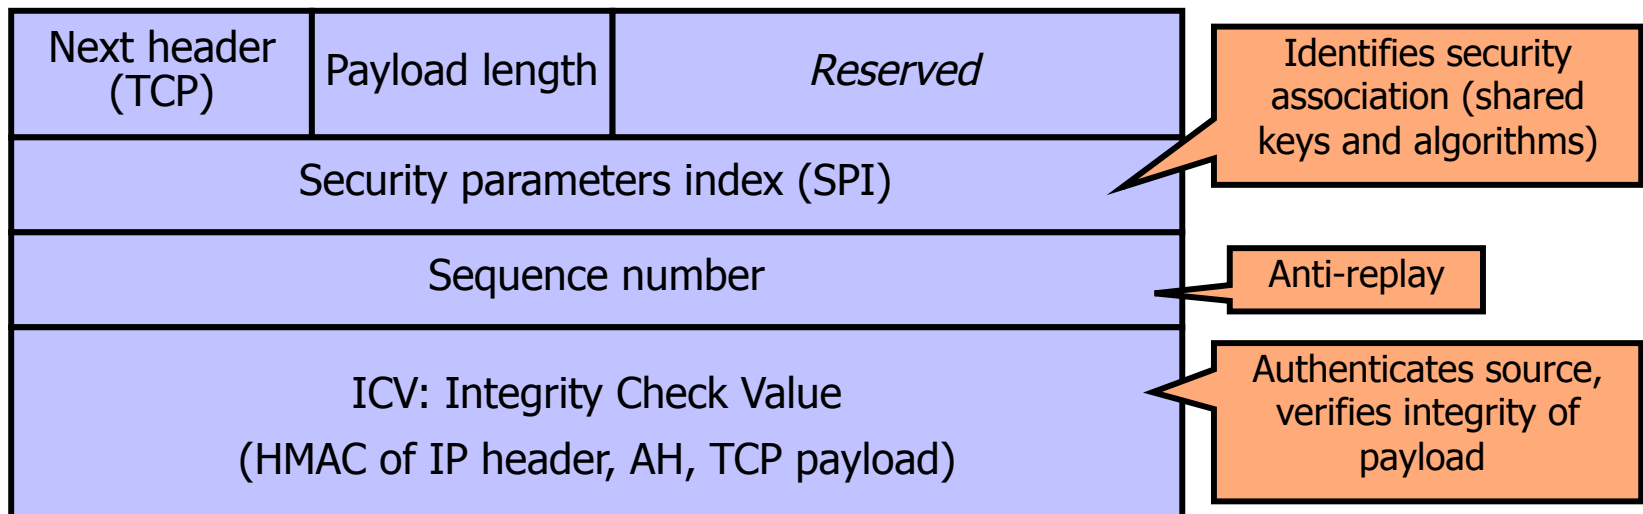 Next header
(TCP)
Payload length
Reserved
Identifies security
association (shared
keys and algorithms)
Security parameters index (SPI)
Sequence number
Anti-replay
ICV: Integrity Check Value
(HMAC of IP header, AH, TCP payload)
Authenticates source,
verifies integrity of
payload